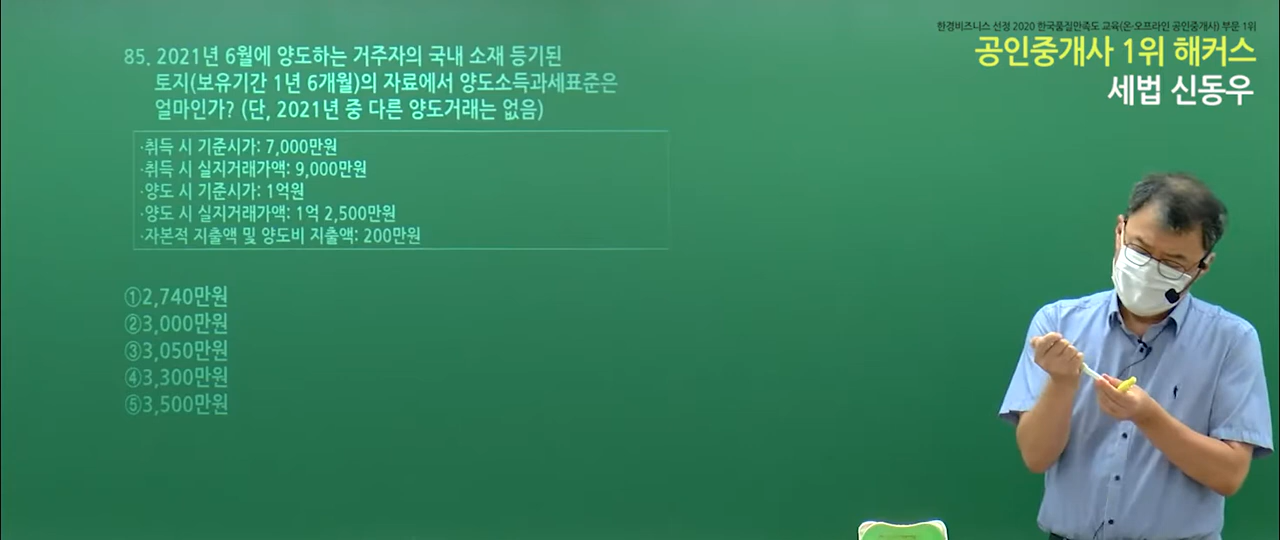 한경비즈니스 선정 2020 한국품질만족도 교육(온·오프라인 공인중개사) 부문 1위
공인중개사 1위 해커스
세법 신동우
85. 2021년 6월에 양도하는 거주자의 국내 소재 등기된
토지(보유기간 1년 6개월)의 자료에서 양도소득과세표준은
얼마인가? (단, 2021년 중 다른 양도거래는 없음)
·취득 시 기준시가: 7,000만원
·취득 시 실지거래가액: 9,000만원
·양도 시 기준시가: 1억원
·양도 시 실지거래가액: 1억 2,500만원
·자본적 지출액 및 양도비 지출액: 200만원
①2,740만원
②3,000만원
③3,050만원
④3,300만원
⑤3,500만원